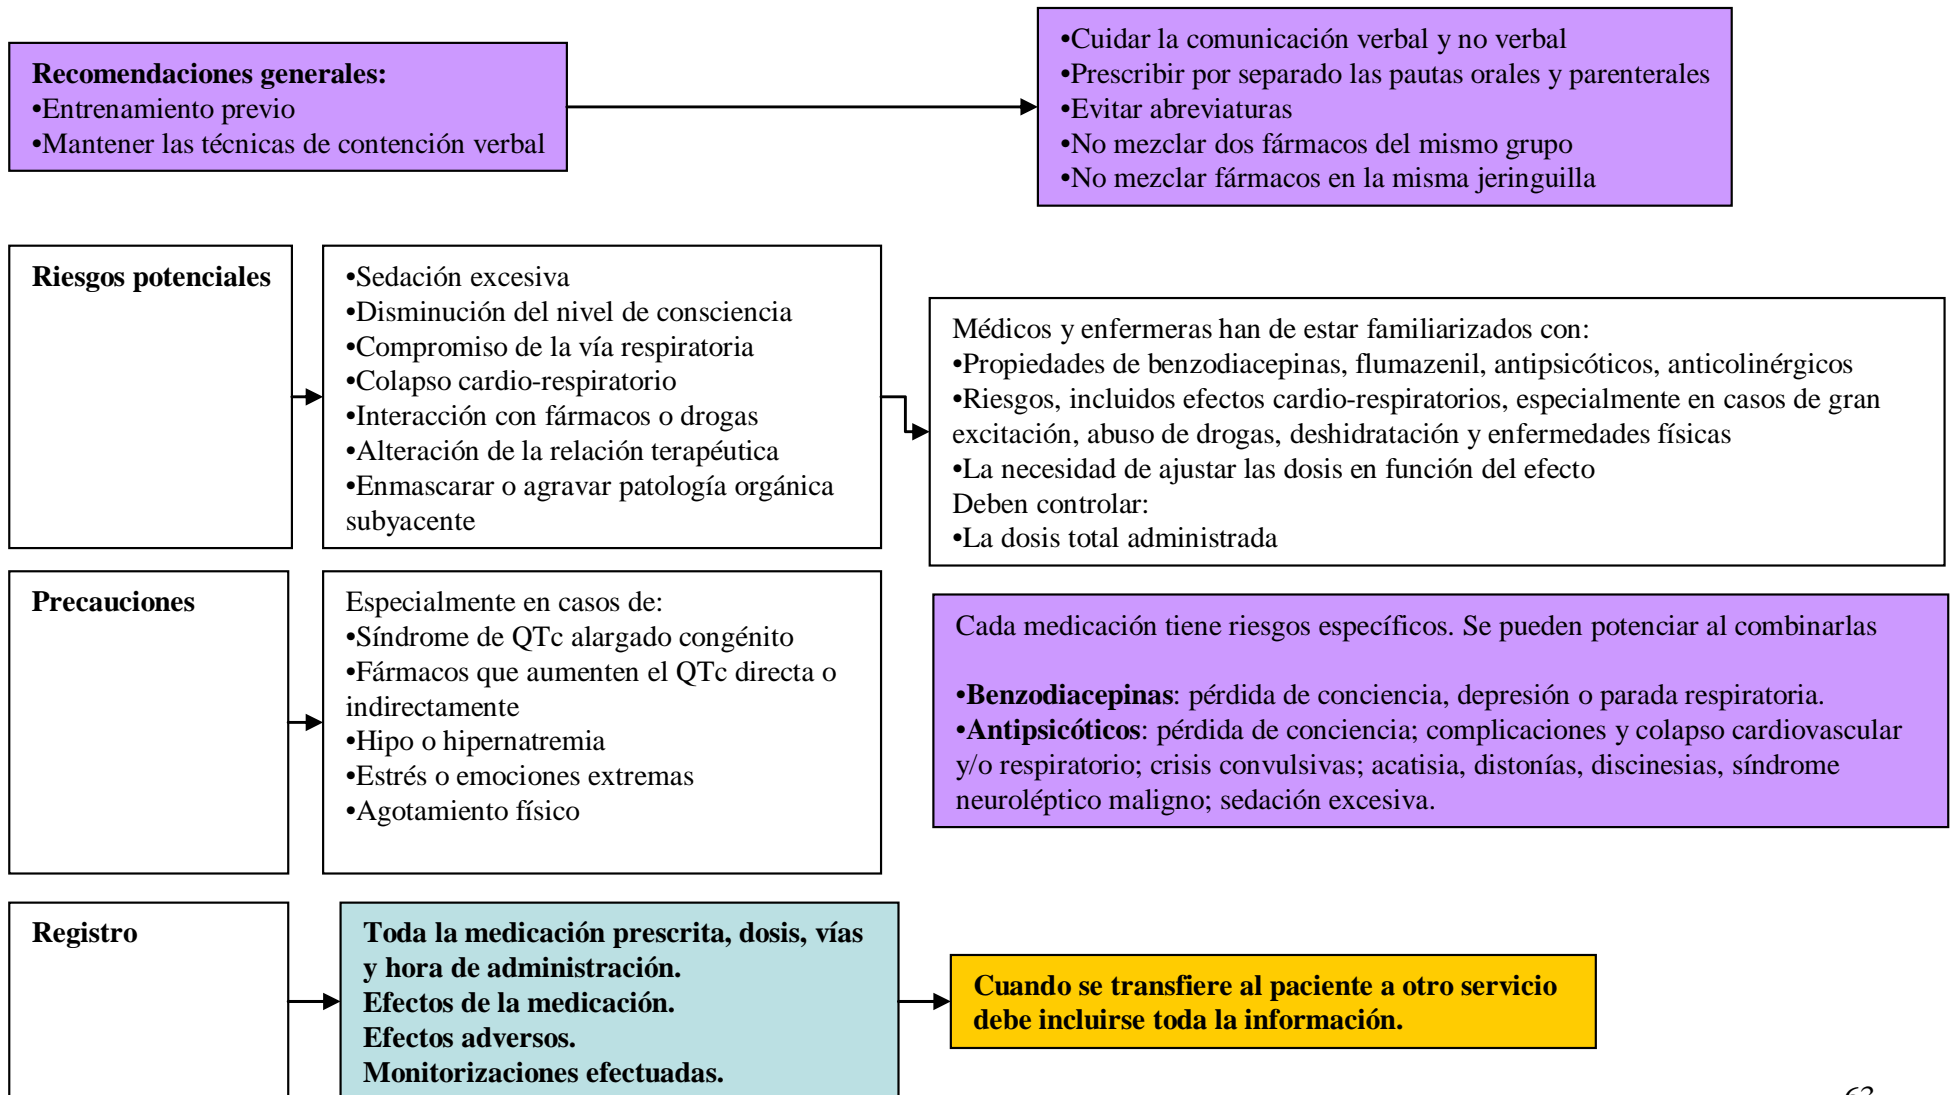 Recomendaciones generales:
•Entrenamiento previo
•Mantener las técnicas de contención verbal
•Cuidar la comunicación verbal y no verbal
•Prescribir por separado las pautas orales y parenterales
•Evitar abreviaturas
•No mezclar dos fármacos del mismo grupo
•No mezclar fármacos en la misma jeringuilla
Riesgos potenciales
•Sedación excesiva
•Disminución del nivel de consciencia
•Compromiso de la vía respiratoria
•Colapso cardio-respiratorio
•Interacción con fármacos o drogas
•Alteración de la relación terapéutica
•Enmascarar o agravar patología orgánica
subyacente
Médicos y enfermeras han de estar familiarizados con:
•Propiedades de benzodiacepinas, flumazenil, antipsicóticos, anticolinérgicos
•Riesgos, incluidos efectos cardio-respiratorios, especialmente en casos de gran
excitación, abuso de drogas, deshidratación y enfermedades físicas
•La necesidad de ajustar las dosis en función del efecto
Deben controlar:
•La dosis total administrada
Precauciones
Especialmente en casos de:
•Síndrome de QTc alargado congénito
•Fármacos que aumenten el QTc directa o
indirectamente
•Hipo o hipernatremia
•Estrés o emociones extremas
•Agotamiento físico
Cada medicación tiene riesgos específicos. Se pueden potenciar al combinarlas
•Benzodiacepinas: pérdida de conciencia, depresión o parada respiratoria.
•Antipsicóticos: pérdida de conciencia; complicaciones y colapso cardiovascular
y/o respiratorio; crisis convulsivas; acatisia, distonías, discinesias, síndrome
neuroléptico maligno; sedación excesiva.
Registro
Toda la medicación prescrita, dosis, vías
y hora de administración.
Efectos de la medicación.
Efectos adversos.
Monitorizaciones efectuadas.
Cuando se transfiere al paciente a otro servicio
debe incluirse toda la información.